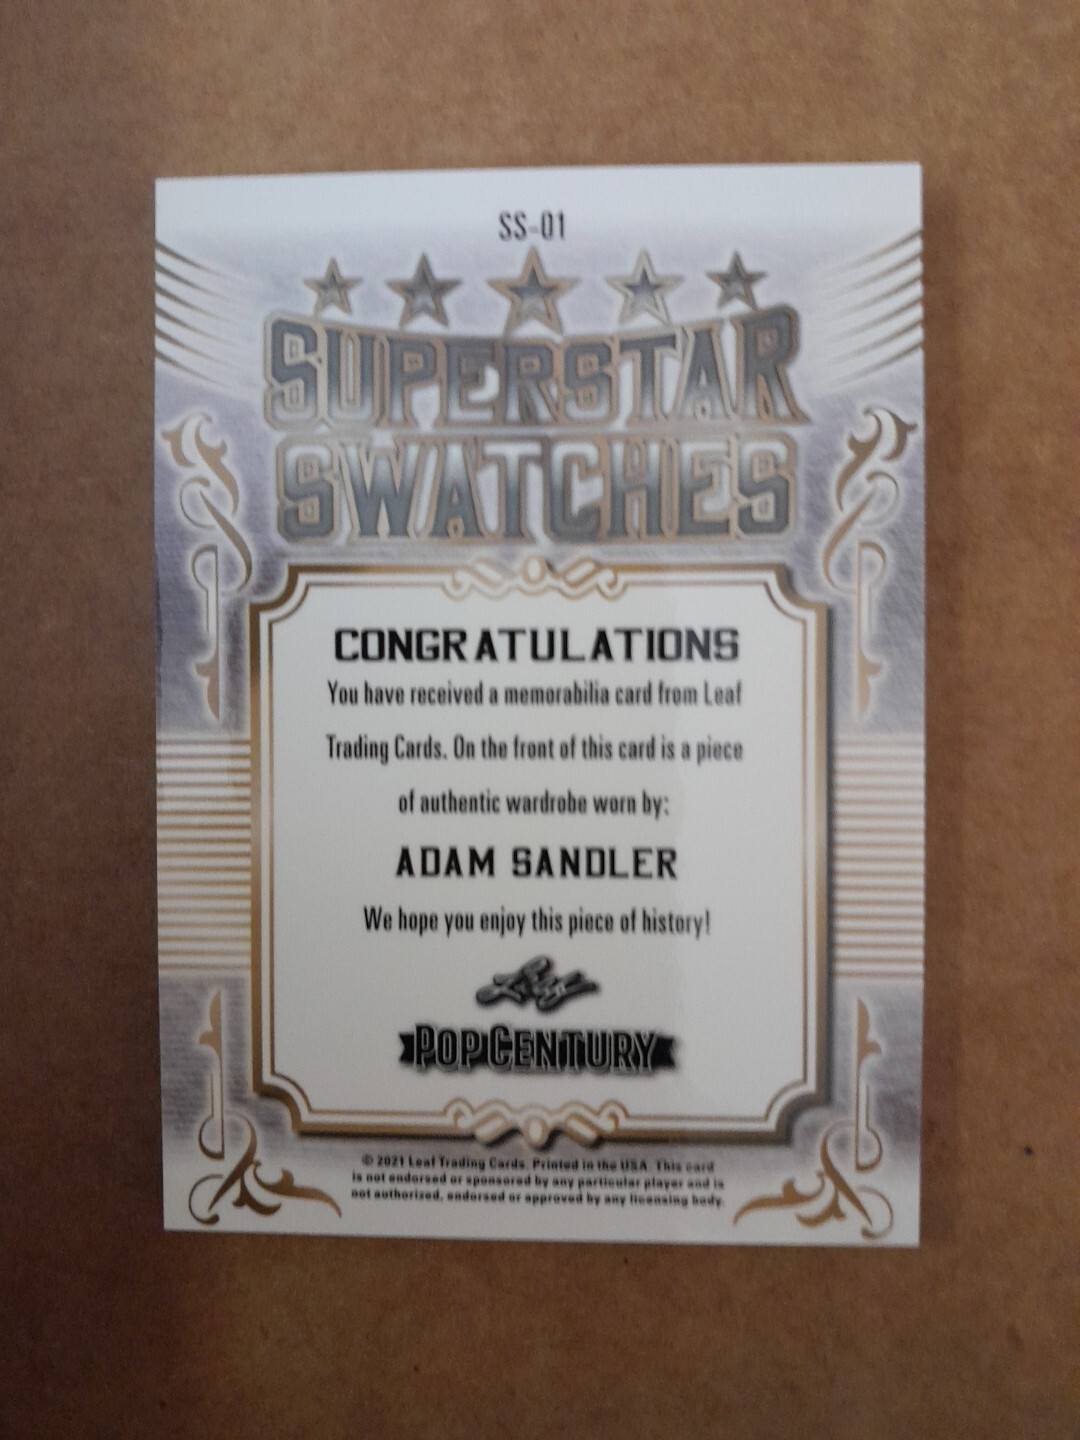 SS-01
SUPERSTAR
SWATCHES
CONGRATULATIONS
You have received a memorabilia card from Leaf
Trading Cards. On the front of this card is a piece
of authentic wardrobe worn by:
ADAM SANDLER
We hope you enjoy this piece of history!
Leaf
POP CENTURY
© 2021 Leaf Trading Cards. Printed in the USA. This card
is not endorsed or sponsored by any particular player and is
not authorized, endorsed or approved by any licensing body.